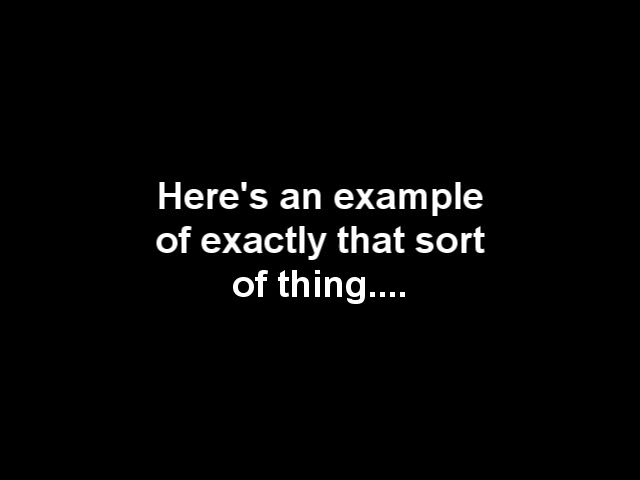 Here's an example
of exactly that sort
of thing....